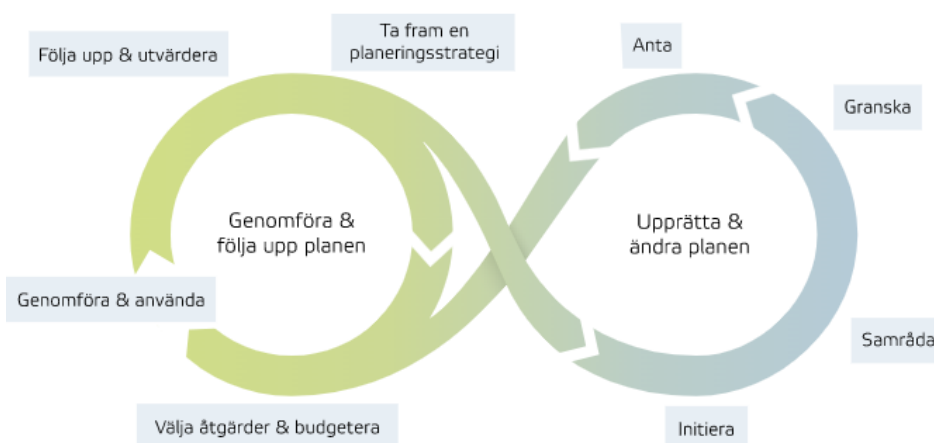 Ta fram en
planeringsstrategi
Anta
Följa upp & utvärdera
Granska
Genomföra &
följa upp planen
Upprätta &
ändra planen
Genomföra & använda
Samråda
Välja åtgärder & budgetera
Initiera